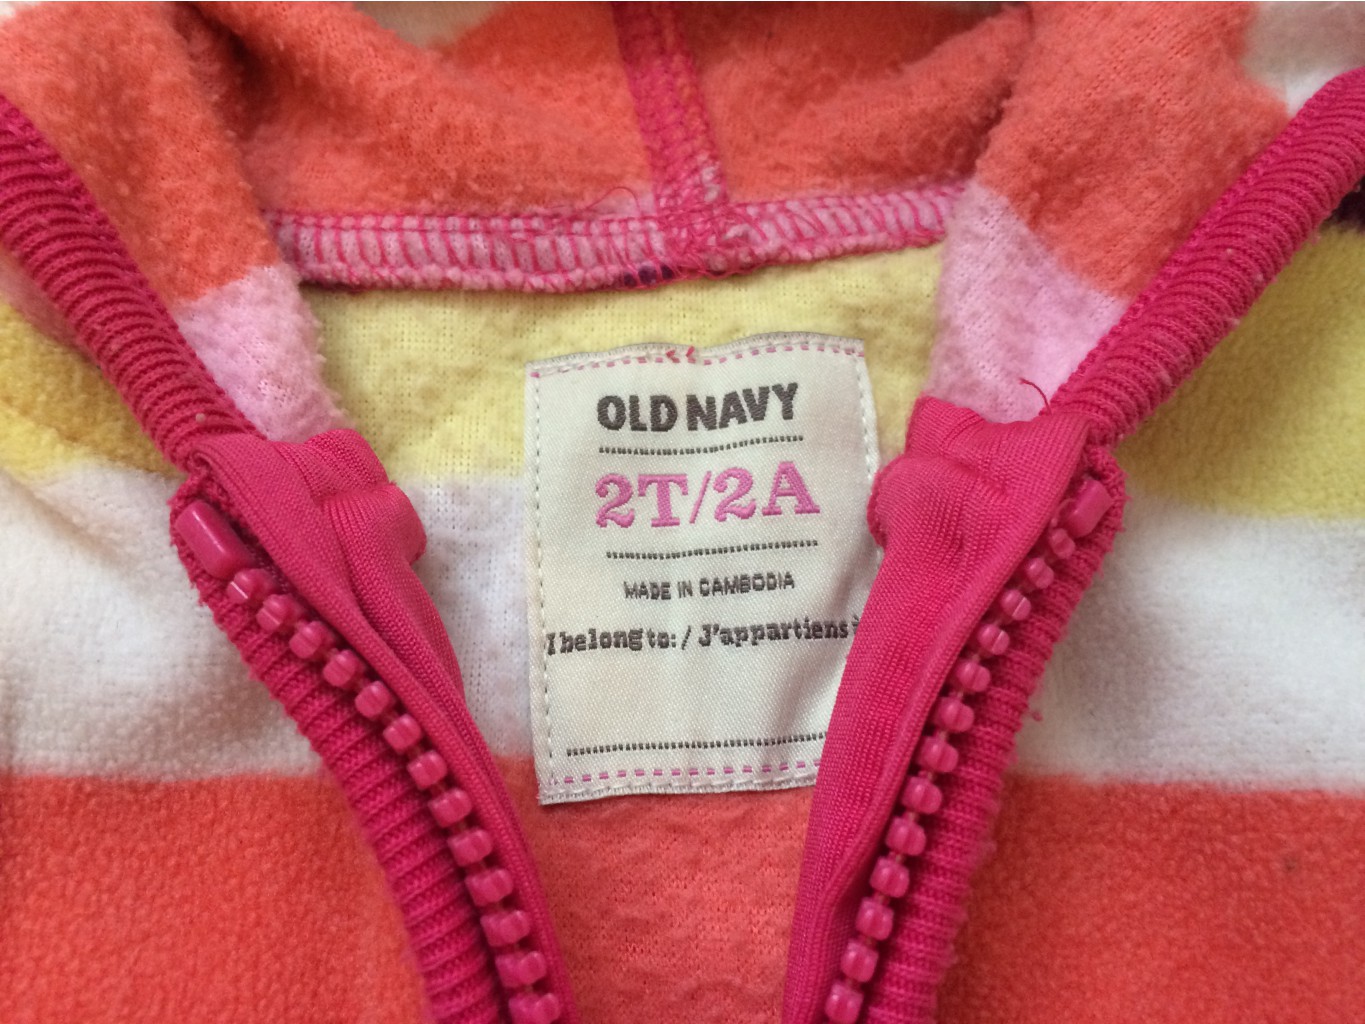 OLD NAVY
2T/2A
MADE IN CAMBODIA
I belong to: / J'appartiens